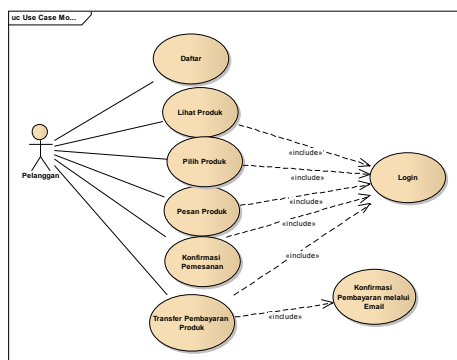 uc Use Case Mo...
Daftar
Lihat Produk
Pilih Produk
Pelanggan
Login
Pesan Produk
Konfirmasi
Pemesanan
Transfer Pembayaran
Produk
Konfirmasi
Pembayaran melalui
Email
«include»
«include»
«include»
«include»
«include»
«include»